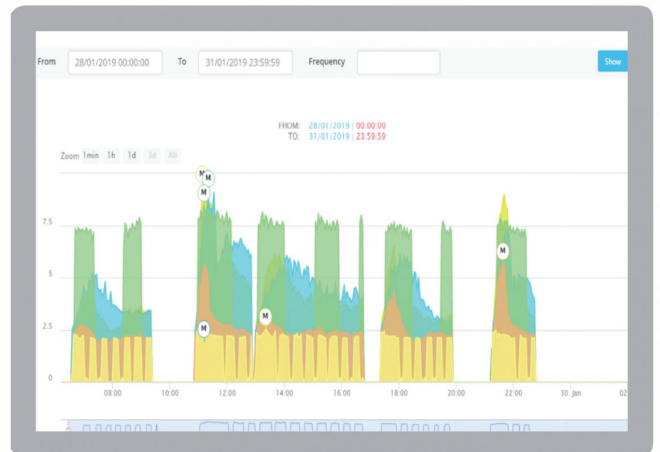 From 28/01/2019 00:00:00 To 31/01/2019 23:59:59 Frequency Show
FROM: 28/01/2019 | 00:00:00
TO: 31/01/2019 | 23:59:59
Zoom 1min 1h 1d 3d All
M M
M
7.5
M
5
M
2.5
M
0
08:00 10:00 12:00 14:00 16:00 18:00 20:00 22:00 30. Jan 02